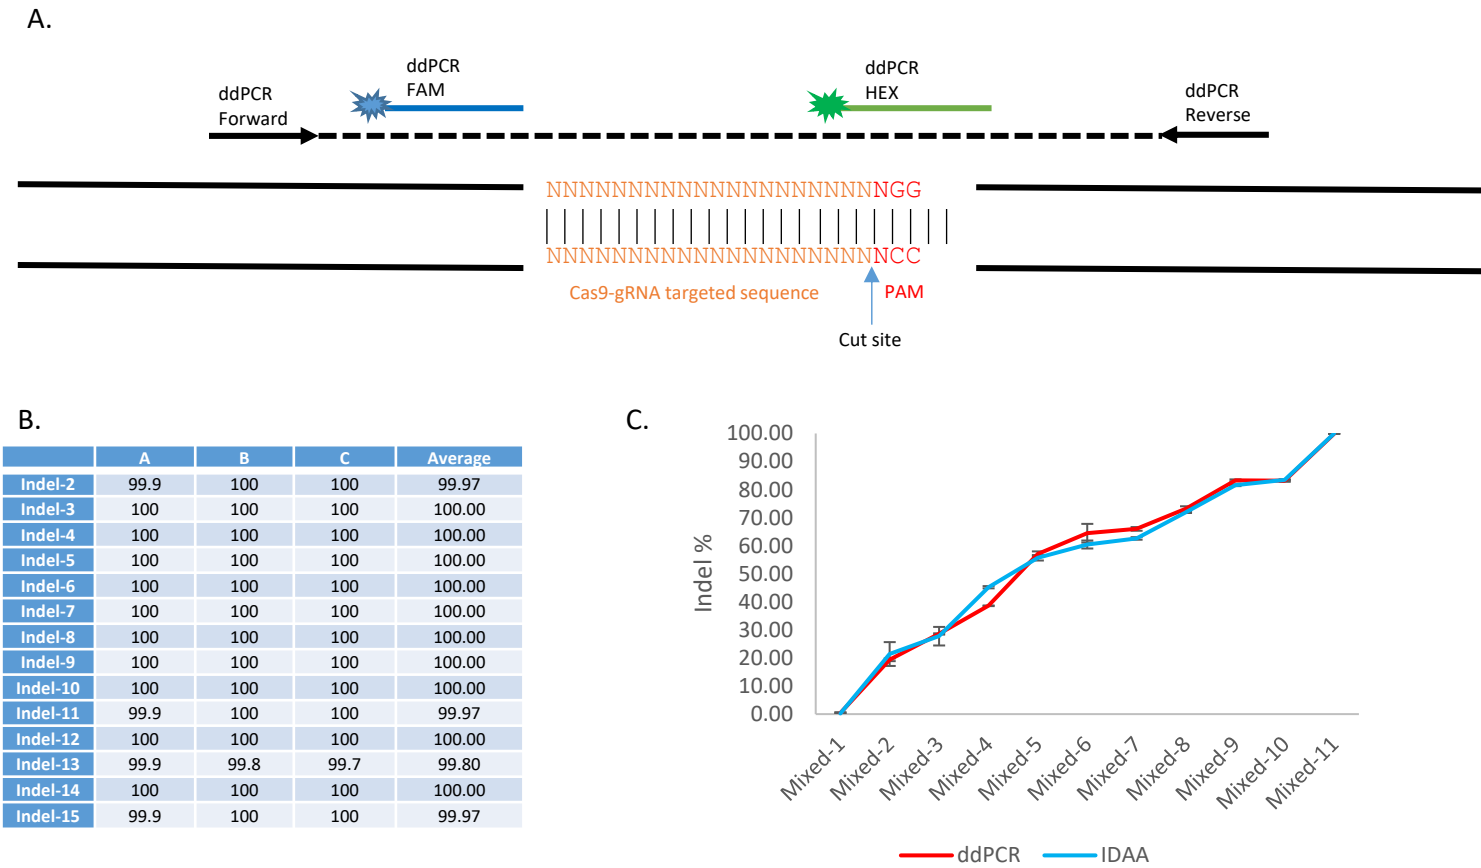 A.
ddPCR
FAM
ddPCR
HEX
ddPCR
Forward
ddPCR
Reverse
NNNNNNNNNNNNNNNNNNNNNGG
NNNNNNNNNNNNNNNNNNNNNCC
Cas9-gRNA targeted sequence PAM
Cut site
B.
A B C Average
Indel-2 99.9 100 100 99.97
Indel-3 100 100 100 100.00
Indel-4 100 100 100 100.00
Indel-5 100 100 100 100.00
Indel-6 100 100 100 100.00
Indel-7 100 100 100 100.00
Indel-8 100 100 100 100.00
Indel-9 100 100 100 100.00
Indel-10 100 100 100 100.00
Indel-11 99.9 100 100 99.97
Indel-12 100 100 100 100.00
Indel-13 99.9 99.8 99.7 99.80
Indel-14 100 100 100 100.00
Indel-15 99.9 100 100 99.97
C.
Indel %
100.00
90.00
80.00
70.00
60.00
50.00
40.00
30.00
20.00
10.00
0.00
Mixed-1
Mixed-2
Mixed-3
Mixed-4
Mixed-5
Mixed-6
Mixed-7
Mixed-8
Mixed-9
Mixed-10
Mixed-11
ddPCR IDAA